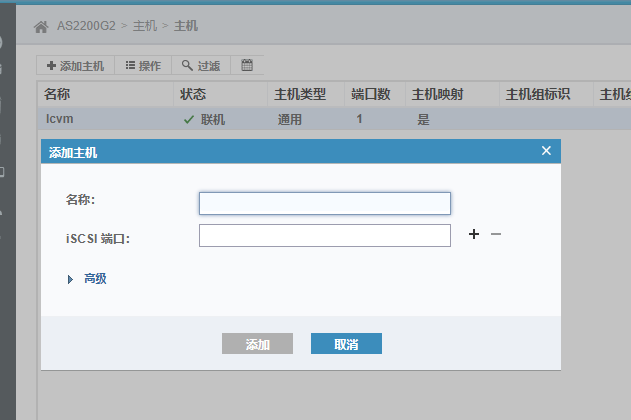 AS2200G2 > 主机 > 主机
添加主机 操作 过滤
名称 状态 主机类型 端口数 主机映射 主机组标识 主机组
lcvm 联机 通用 1 是
添加主机
名称:
iSCSI 端口:
高级
添加 取消